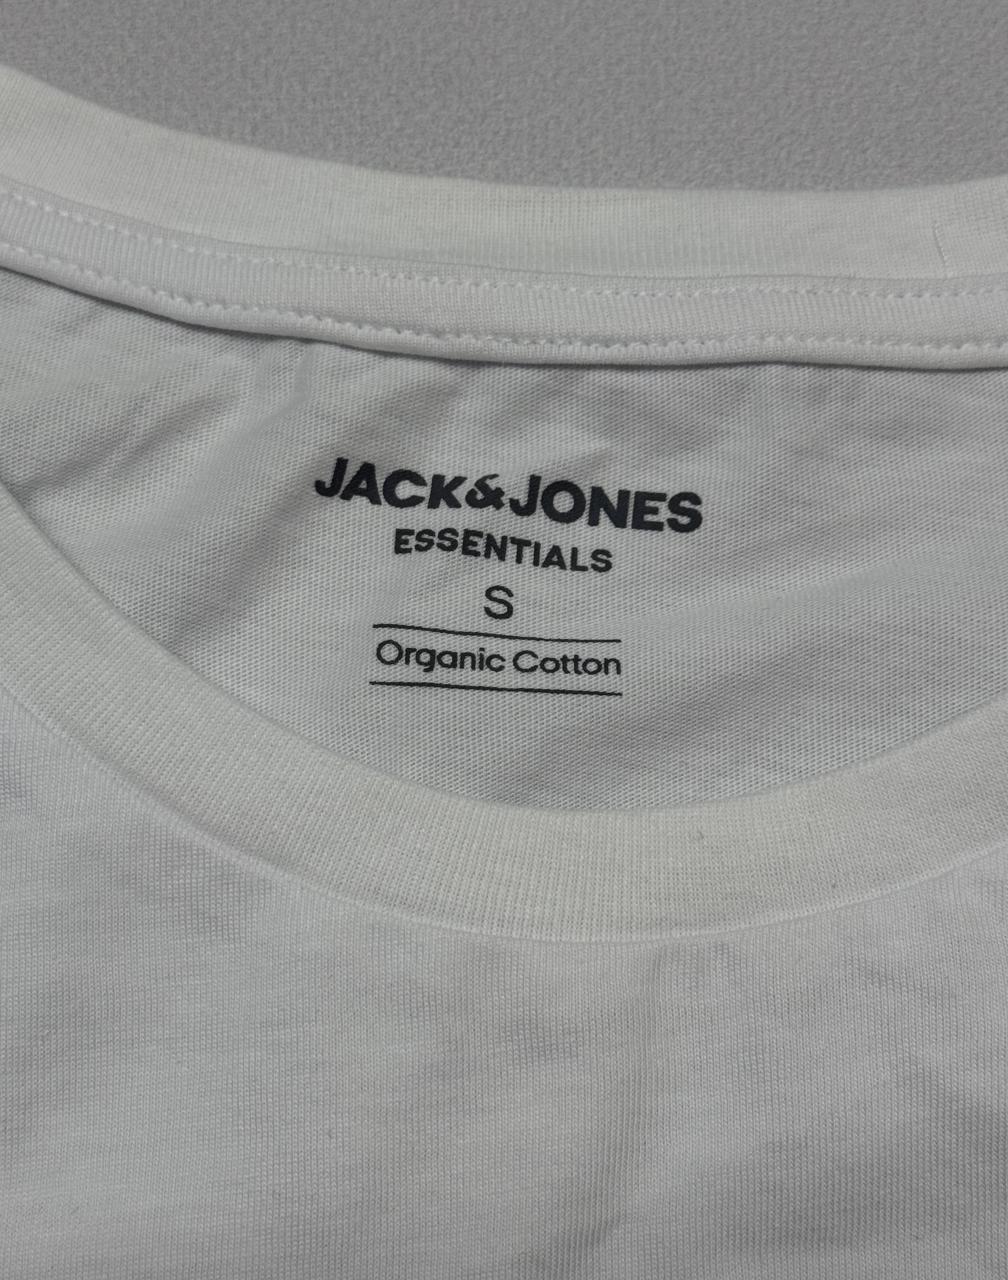 JACK&JONES
ESSENTIALS
S
Organic Cotton